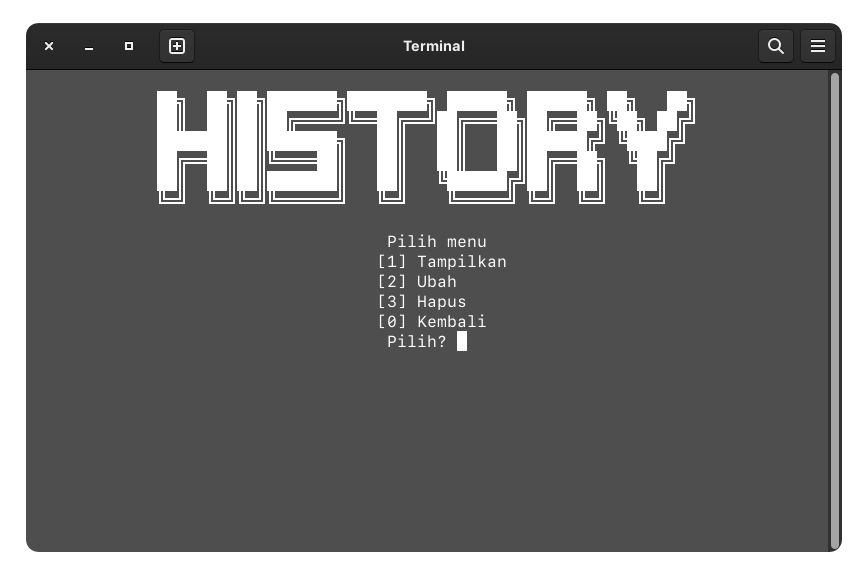 Terminal
HISTORY
Pilih menu
[1] Tampilkan
[2] Ubah
[3] Hapus
[0] Kembali
Pilih?